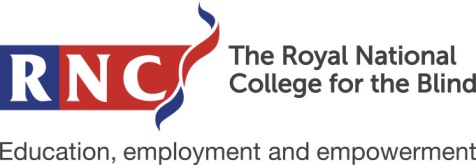 RNC
The Royal National
College for the Blind
Education, employment and empowerment